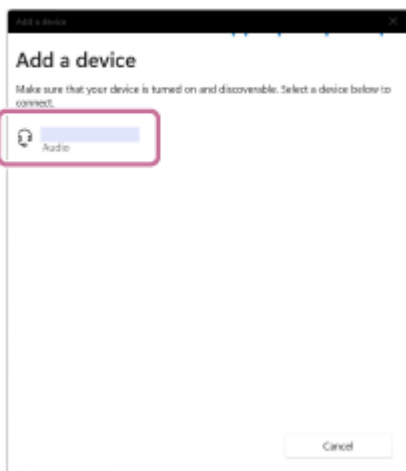 Add a device
Add a device
Make sure that your device is turned on and discoverable. Select a device below to
connect.
Audio
Cancel